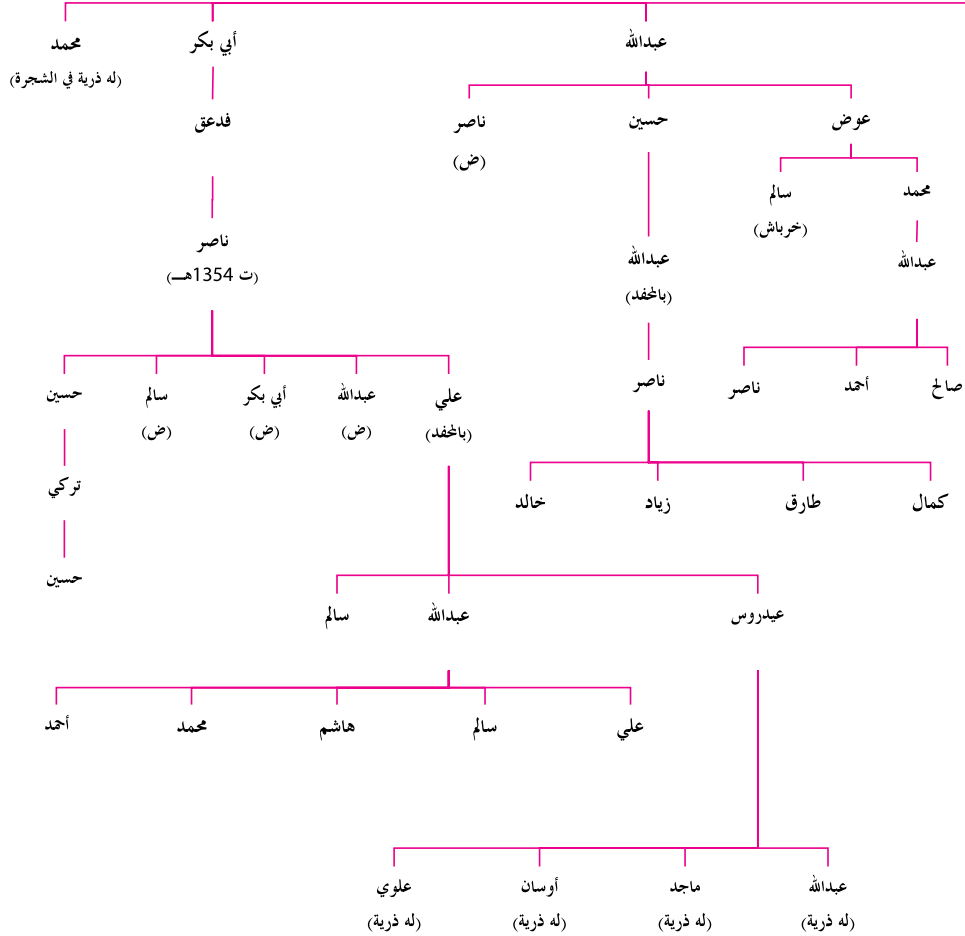 عبدالله
أبي بكر
محمد
(له ذرية في الشجرة)
عوض
حسين
ناصر
(ض)
فدعق
محمد
سالم
(خرباش)
عبدالله
عبدالله
(بالمحفد)
ناصر
(ت 1354هـ)
صالح
أحمد
ناصر
ناصر
علي
(بالمحفد)
عبدالله
(ض)
أبي بكر
(ض)
سالم
(ض)
حسين
تركي
حسين
كمال
طارق
زياد
خالد
عيدروس
عبدالله
سالم
علي
سالم
هاشم
محمد
أحمد
عبدالله
(له ذرية)
ماجد
(له ذرية)
أوسان
(له ذرية)
علوي
(له ذرية)